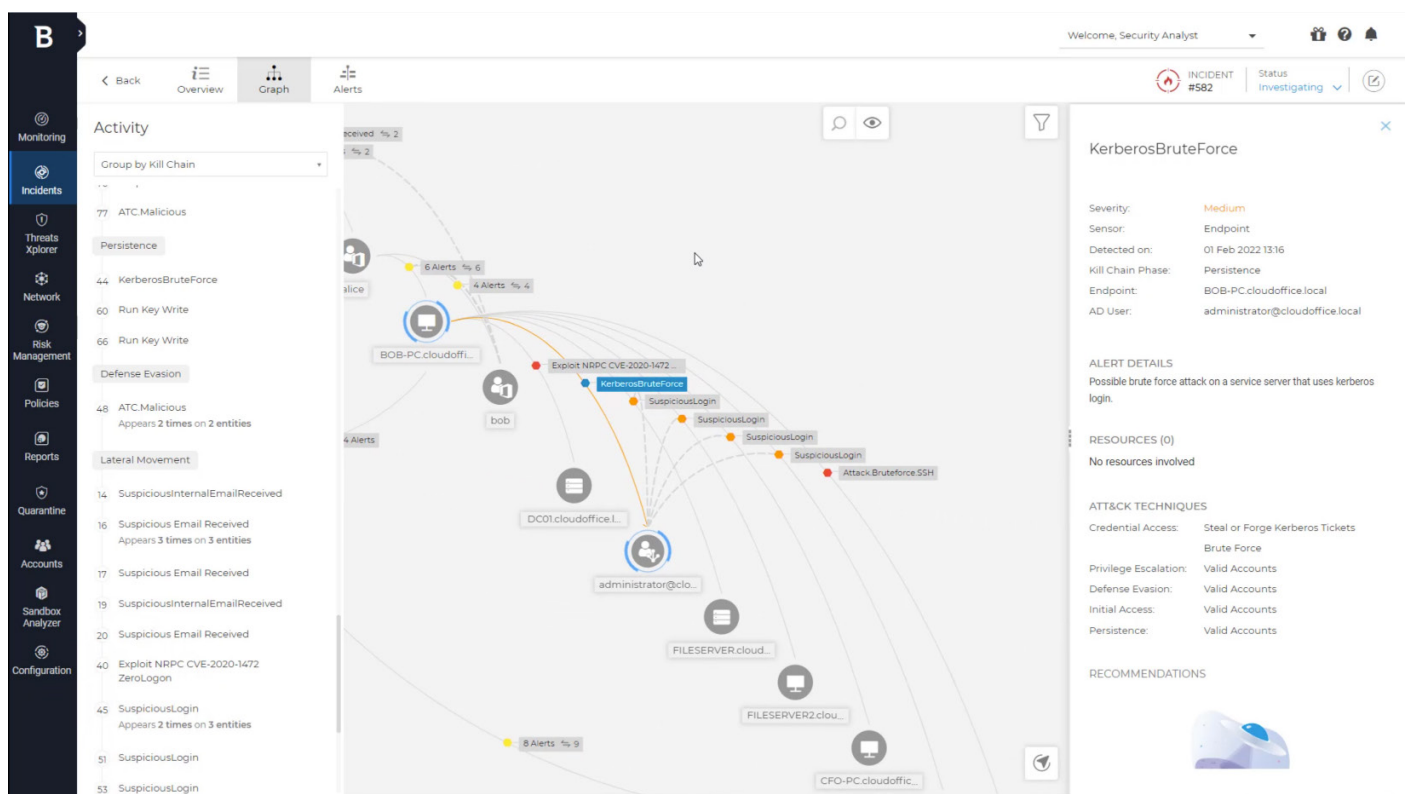 B
Welcome, Security Analyst
Back
Overview
Graph
Alerts
INCIDENT
#582
Status
Investigating
Monitoring
Incidents
Threats
Xplorer
Network
Risk
Management
Policies
Reports
Quarantine
Accounts
Sandbox
Analyzer
Configuration
Activity
Group by Kill Chain
77 ATC.Malicious
Persistence
44 KerberosBruteForce
60 Run Key Write
66 Run Key Write
Defense Evasion
48 ATC.Malicious
Appears 2 times on 2 entities
Lateral Movement
14 SuspiciousInternalEmailReceived
16 Suspicious Email Received
Appears 3 times on 3 entities
17 Suspicious Email Received
19 SuspiciousInternalEmailReceived
20 Suspicious Email Received
40 Exploit NRPC CVE-2020-1472
ZeroLogon
45 SuspiciousLogin
Appears 2 times on 3 entities
51 SuspiciousLogin
53 SuspiciousLogin
eceived 2
2
alice
6 Alerts 6
4 Alerts 4
BOB-PC.cloudoffi...
bob
Exploit NRPC CVE-2020-1472 ...
KerberosBruteForce
SuspiciousLogin
SuspiciousLogin
SuspiciousLogin
SuspiciousLogin
Attack.Bruteforce.SSH
4 Alerts
DC01.cloudoffice.l...
administrator@clo...
FILESERVER.cloud...
FILESERVER2.clou...
8 Alerts 9
CFO-PC.cloudoffic...
KerberosBruteForce
Severity: Medium
Sensor: Endpoint
Detected on: 01 Feb 2022 13:16
Kill Chain Phase: Persistence
Endpoint: BOB-PC.cloudoffice.local
AD User: administrator@cloudoffice.local
ALERT DETAILS
Possible brute force attack on a service server that uses kerberos
login.
RESOURCES (0)
No resources involved
ATT&CK TECHNIQUES
Credential Access: Steal or Forge Kerberos Tickets
Brute Force
Privilege Escalation: Valid Accounts
Defense Evasion: Valid Accounts
Initial Access: Valid Accounts
Persistence: Valid Accounts
RECOMMENDATIONS